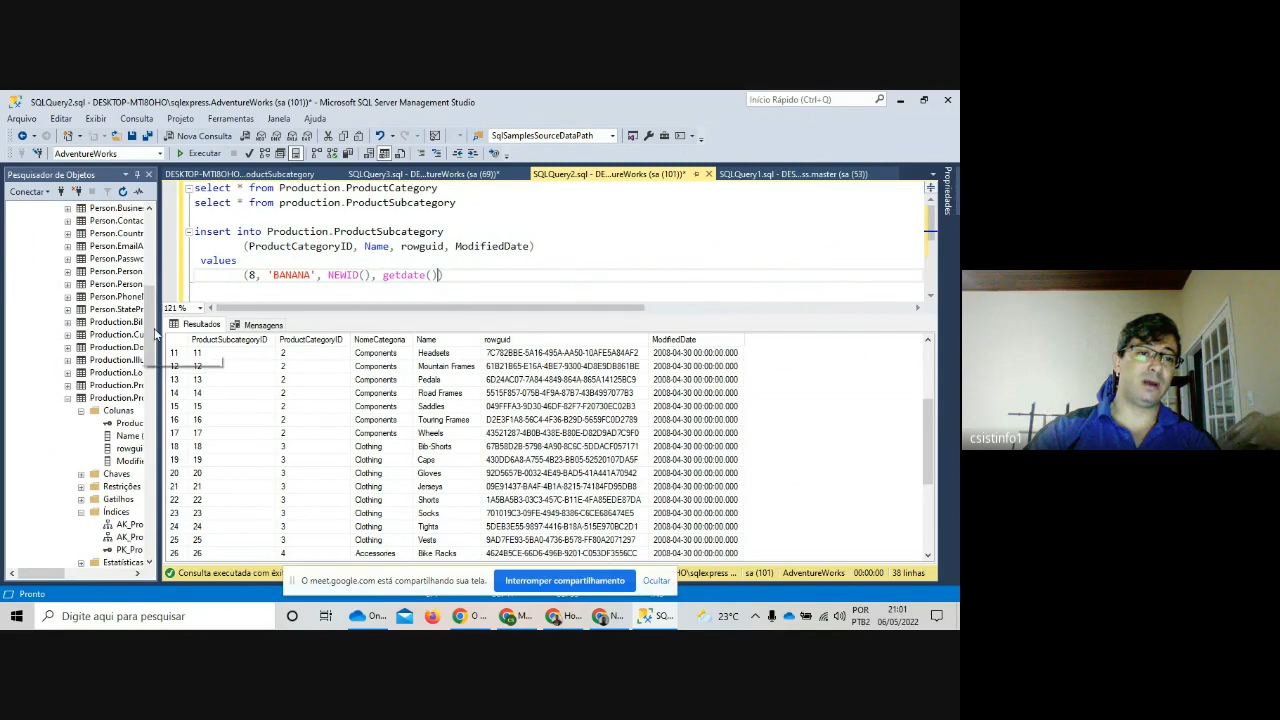 SQLQuery2.sql - DESKTOP-MTI8OHO\sqlexpress.AdventureWorks (sa (101))* - Microsoft SQL Server Management Studio
Início Rápido (Ctrl+Q)
Arquivo Editar Exibir Consulta Projeto Ferramentas Janela Ajuda
Nova Consulta SqlSamplesSourceDataPath
AdventureWorks Executar
Pesquisador de Objetos
DESKTOP-MTI8OHO...oductSubcategory SQLQuery3.sql - DE...tureWorks (sa (69))* SQLQuery2.sql - DE...tureWorks (sa (101))* SQLQuery1.sql - DE...ss.master (sa (53))
Propriedades
Conectar
Person.Busine
Person.Contac
Person.Countr
Person.EmailA
Person.Passwc
Person.Person
Person.Person
Person.Phonel
Person.StatePr
Production.Bil
Production.Cu
Production.Do
Production.Illu
Production.Lo
Production.Pr
Production.Pr
Colunas
Produc
Name (
rowgui
Modifie
Chaves
Restrições
Gatilhos
Índices
AK_Pro
AK_Pro
PK_Pro
Estatísticas
select * from Production.ProductCategory
select * from production.ProductSubcategory
insert into Production.ProductSubcategory
(ProductCategoryID, Name, rowguid, ModifiedDate)
values
(8, 'BANANA', NEWID(), getdate())
121 %
Resultados Mensagens
ProductSubcategoryID ProductCategoryID NomeCategoria Name rowguid ModifiedDate
11 11 2 Components Headsets 7C782BBE-5A16-495A-AA50-10AFE5A84AF2 2008-04-30 00:00:00.000
12 12 2 Components Mountain Frames 61B21B65-E16A-4BE7-9300-4D8E9DB861BE 2008-04-30 00:00:00.000
13 13 2 Components Pedals 6D24AC07-7A84-4849-864A-865A14125BC9 2008-04-30 00:00:00.000
14 14 2 Components Road Frames 5515F857-075B-4F9A-87B7-43B4997077B3 2008-04-30 00:00:00.000
15 15 2 Components Saddles 049FFFA3-9D30-46DF-82F7-F20730EC02B3 2008-04-30 00:00:00.000
16 16 2 Components Touring Frames D2E3F1A8-56C4-4F36-B29D-5659FC0D2789 2008-04-30 00:00:00.000
17 17 2 Components Wheels 43521287-4B0B-438E-B80E-D82D9AD7C9F0 2008-04-30 00:00:00.000
18 18 3 Clothing Bib-Shorts 67B58D2B-5798-4A90-8C6C-5DDACF057171 2008-04-30 00:00:00.000
19 19 3 Clothing Caps 430DD6A8-A755-4B23-BB05-52520107DA5F 2008-04-30 00:00:00.000
20 20 3 Clothing Gloves 92D5657B-0032-4E49-BAD5-41A441A70942 2008-04-30 00:00:00.000
21 21 3 Clothing Jerseys 09E91437-BA4F-4B1A-8215-74184FD95DB8 2008-04-30 00:00:00.000
22 22 3 Clothing Shorts 1A5BA5B3-03C3-457C-B11E-4FA85EDE87DA 2008-04-30 00:00:00.000
23 23 3 Clothing Socks 701019C3-09FE-4949-8386-C6CE686474E5 2008-04-30 00:00:00.000
24 24 3 Clothing Tights 5DEB3E55-9897-4416-B18A-515E970BC2D1 2008-04-30 00:00:00.000
25 25 3 Clothing Vests 9AD7FE93-5BA0-4736-B578-FF80A2071297 2008-04-30 00:00:00.000
26 26 4 Accessories Bike Racks 4624B5CE-66D6-496B-9201-C053DF3556CC 2008-04-30 00:00:00.000
Consulta executada com êxi HO\sqlexpress ... sa (101) AdventureWorks 00:00:00 38 linhas
O meet.google.com está compartilhando sua tela. Interromper compartilhamento Ocultar
Pronto
Digite aqui para pesquisar On... O ... M... Ho... N... SQ... 23°C POR PTB2 21:01 06/05/2022
csistinfo1